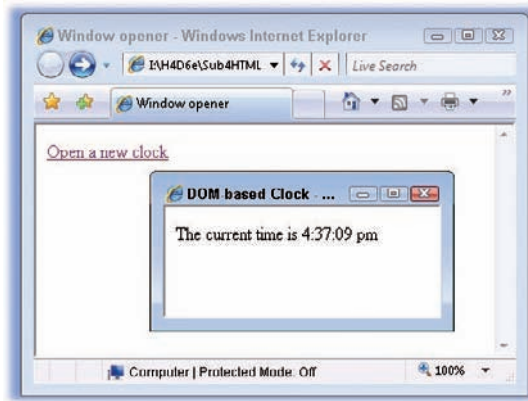 Window opener - Windows Internet Explorer
I:\H4D6e\Sub4HTML
Live Search
Window opener
Open a new clock
DOM-based Clock - ...
The current time is 4:37:09 pm
Computer | Protected Mode: Off
100%